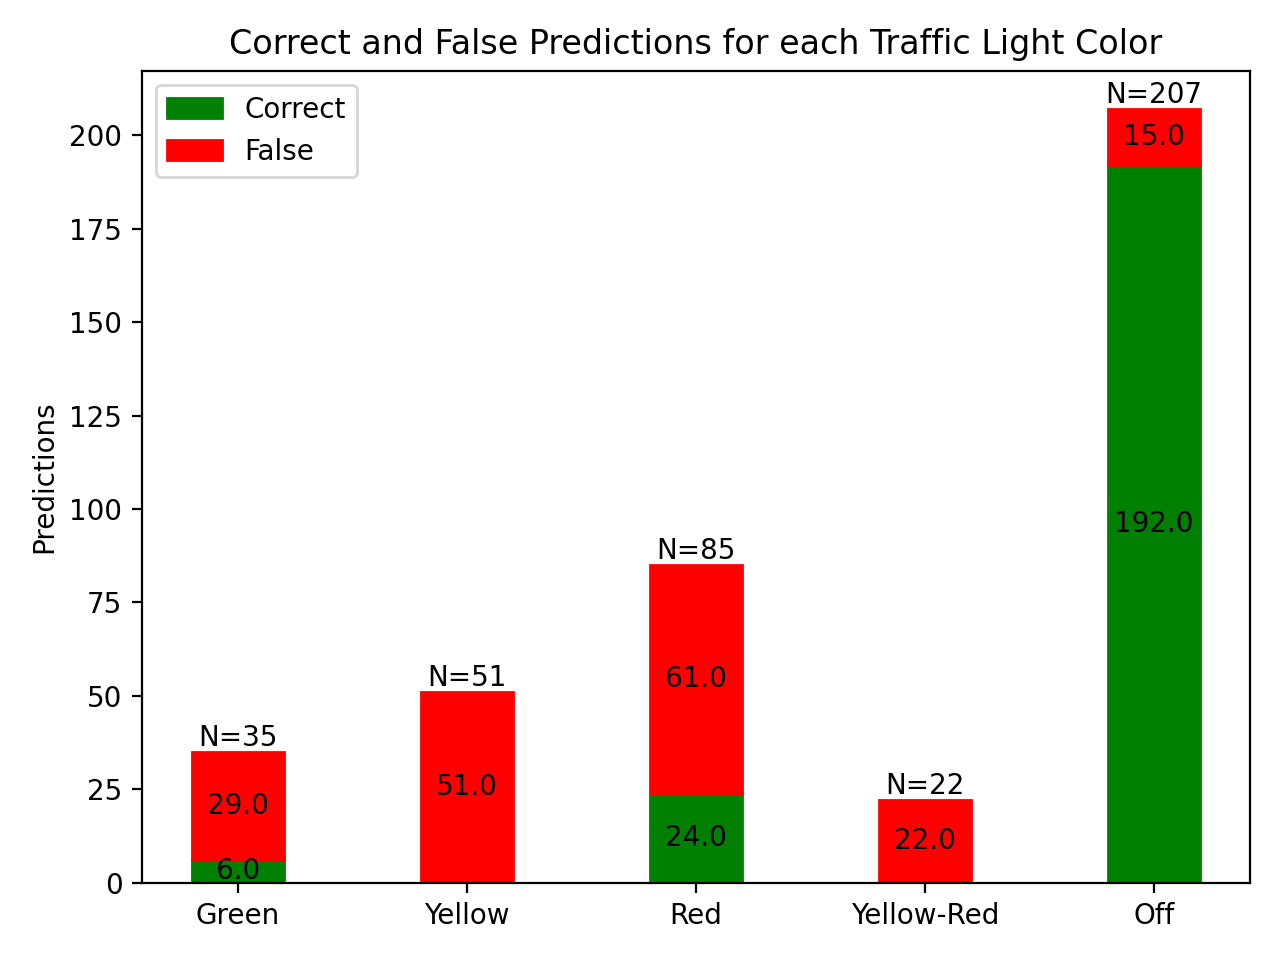 Correct and False Predictions for each Traffic Light Color
Correct
False
Predictions
200
175
150
125
100
75
50
25
0
N=35
29.0
6.0
N=51
51.0
N=85
61.0
24.0
N=22
22.0
N=207
15.0
192.0
Green
Yellow
Red
Yellow-Red
Off